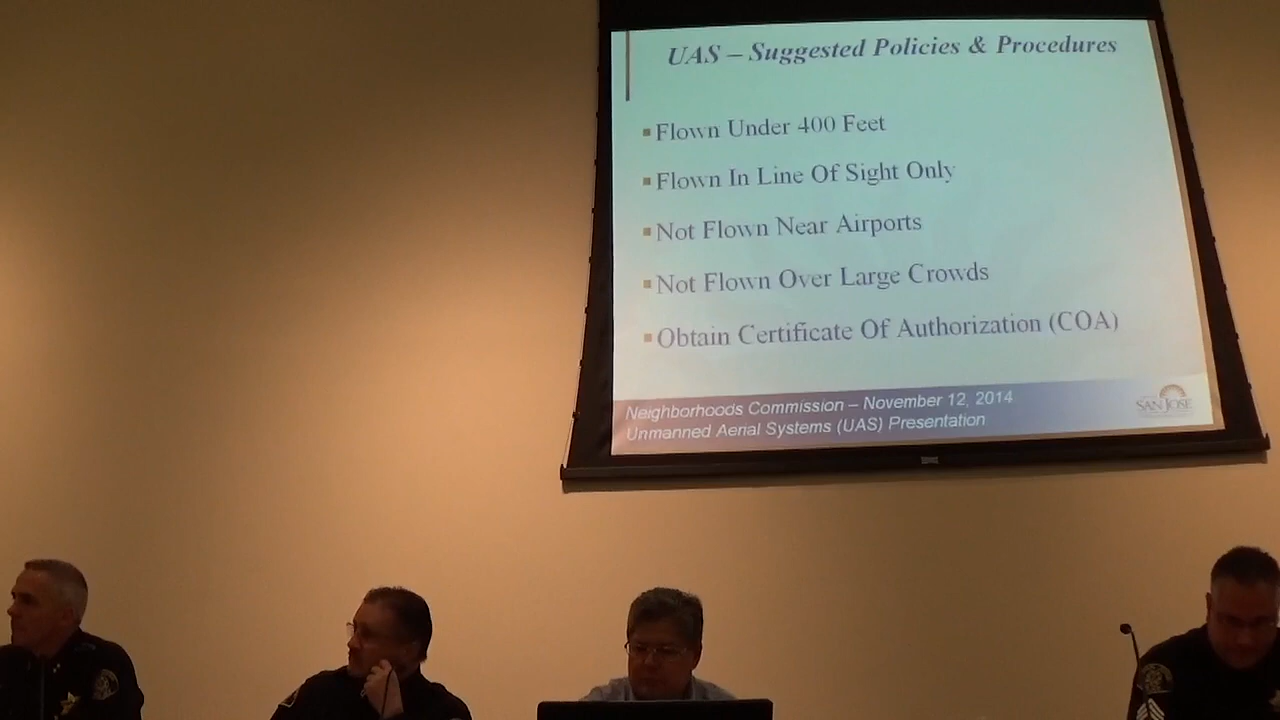 UAS – Suggested Policies & Procedures
Flown Under 400 Feet
Flown In Line Of Sight Only
Not Flown Near Airports
Not Flown Over Large Crowds
Obtain Certificate Of Authorization (COA)
Neighborhoods Commission – November 12, 2014
Unmanned Aerial Systems (UAS) Presentation
SAN JOSE